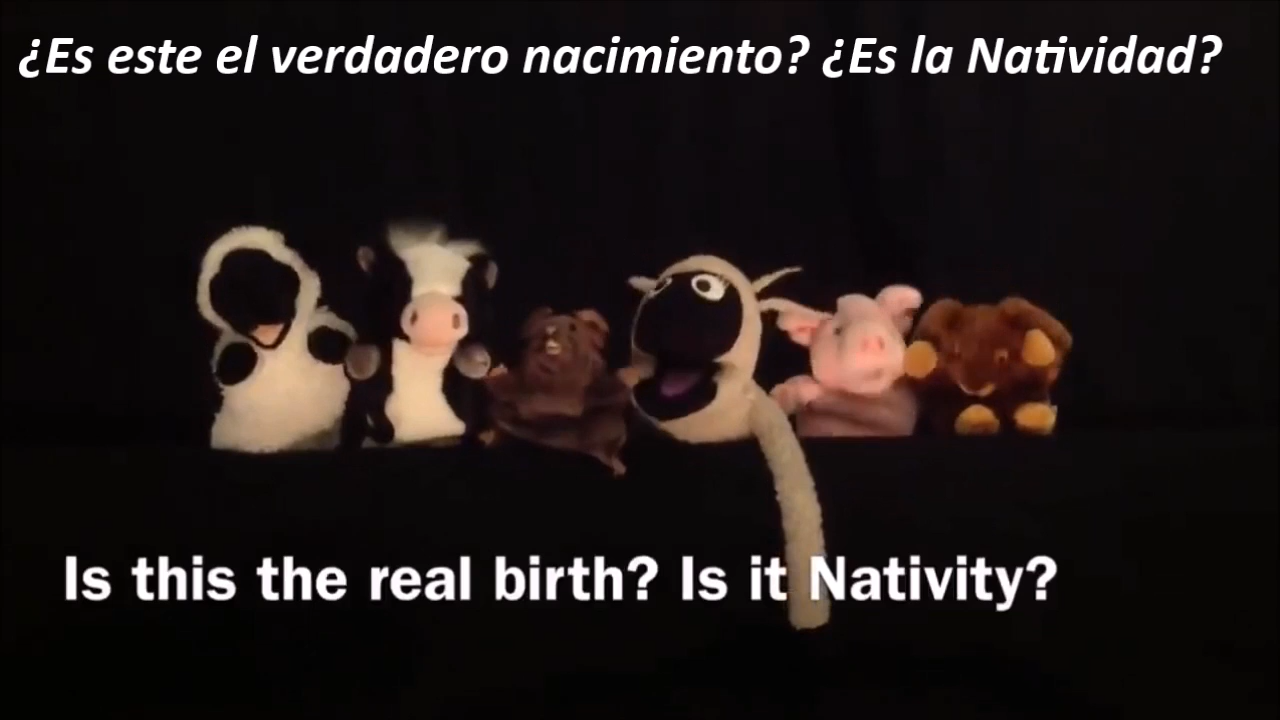 ¿Es este el verdadero nacimiento? ¿Es la Natividad?
Is this the real birth? Is it Nativity?